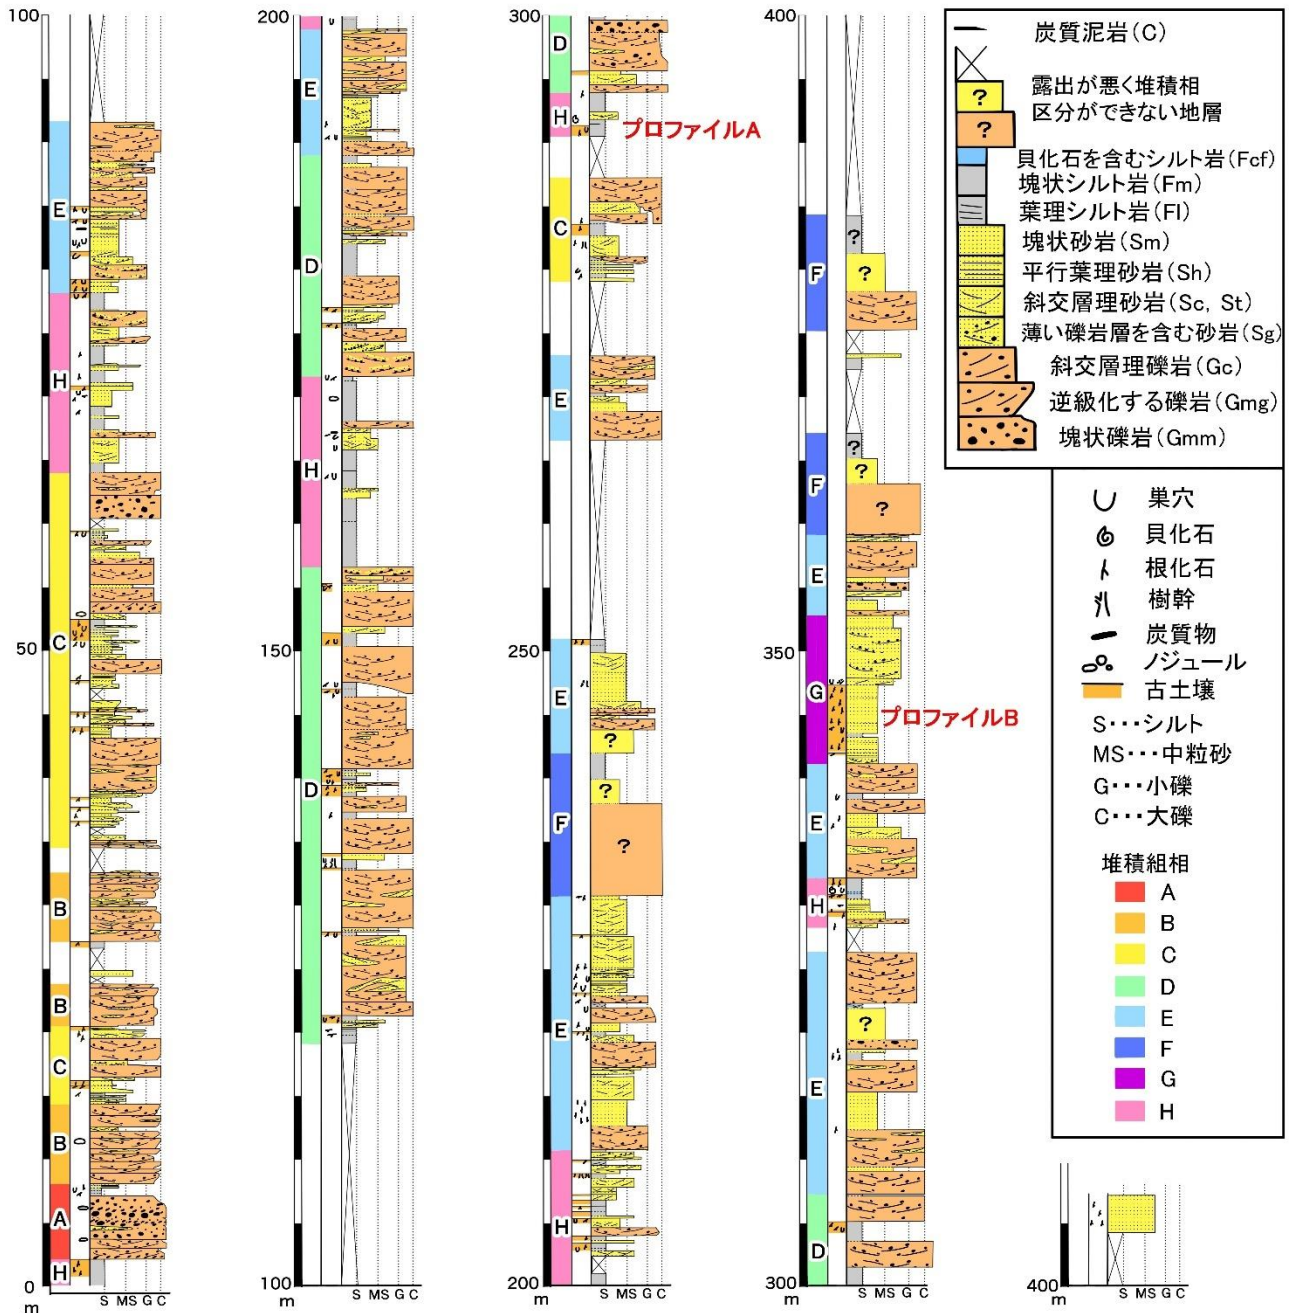 100
E
H
C
50
B
B
C
B
A
H
0
m
S MS G C
200
E
D
H
150
D
100
m
S MS G C
300
D
H
プロファイルA
C
E
250
E
?
F
?
?
E
H
200
m
S MS G C
400
F
?
?
F
?
?
?
E
G
350
プロファイルB
E
H
E
?
D
300
m
S MS G C
炭質泥岩(C)
露出が悪く堆積相
?
区分ができない地層
?
貝化石を含むシルト岩(Fcf)
塊状シルト岩(Fm)
葉理シルト岩(Fl)
塊状砂岩(Sm)
平行葉理砂岩(Sh)
斜交層理砂岩(Sc, St)
薄い礫岩層を含む砂岩(Sg)
斜交層理礫岩(Gc)
逆級化する礫岩(Gmg)
塊状礫岩(Gmm)
巣穴
貝化石
根化石
樹幹
炭質物
ノジュール
古土壌
S・・・シルト
MS・・・中粒砂
G・・・小礫
C・・・大礫
堆積組相
A
B
C
D
E
F
G
H
400
m
S MS G C